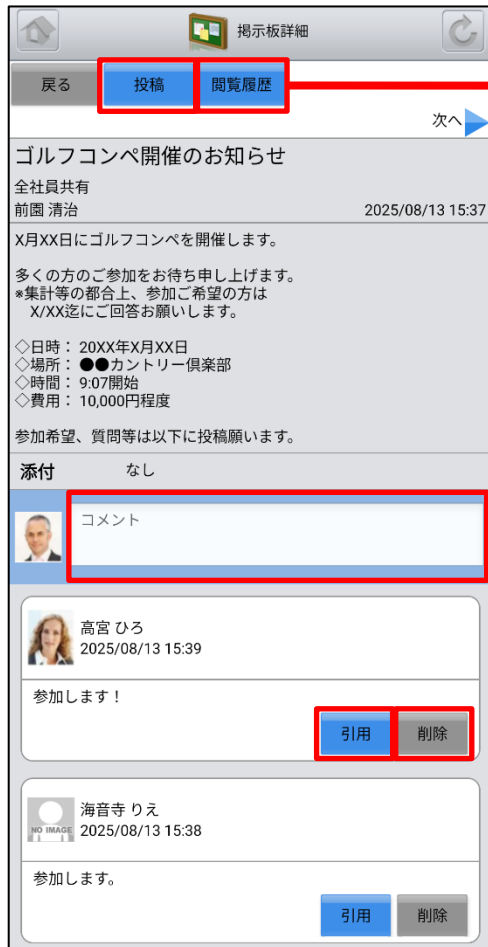 掲示板詳細
戻る 投稿 閲覧履歴
次へ
ゴルフコンペ開催のお知らせ
全社員共有
前園 清治 2025/08/13 15:37
X月XX日にゴルフコンペを開催します。
多くの方のご参加をお待ち申し上げます。
*集計等の都合上、参加ご希望の方は
X/XX迄にご回答お願いします。
◇日時： 20XX年X月XX日
◇場所： ●●カントリー倶楽部
◇時間： 9:07開始
◇費用： 10,000円程度
参加希望、質問等は以下に投稿願います。
添付 なし
コメント
高宮 ひろ
2025/08/13 15:39
参加します！
引用 削除
NO IMAGE
海音寺 りえ
2025/08/13 15:38
参加します。
引用 削除